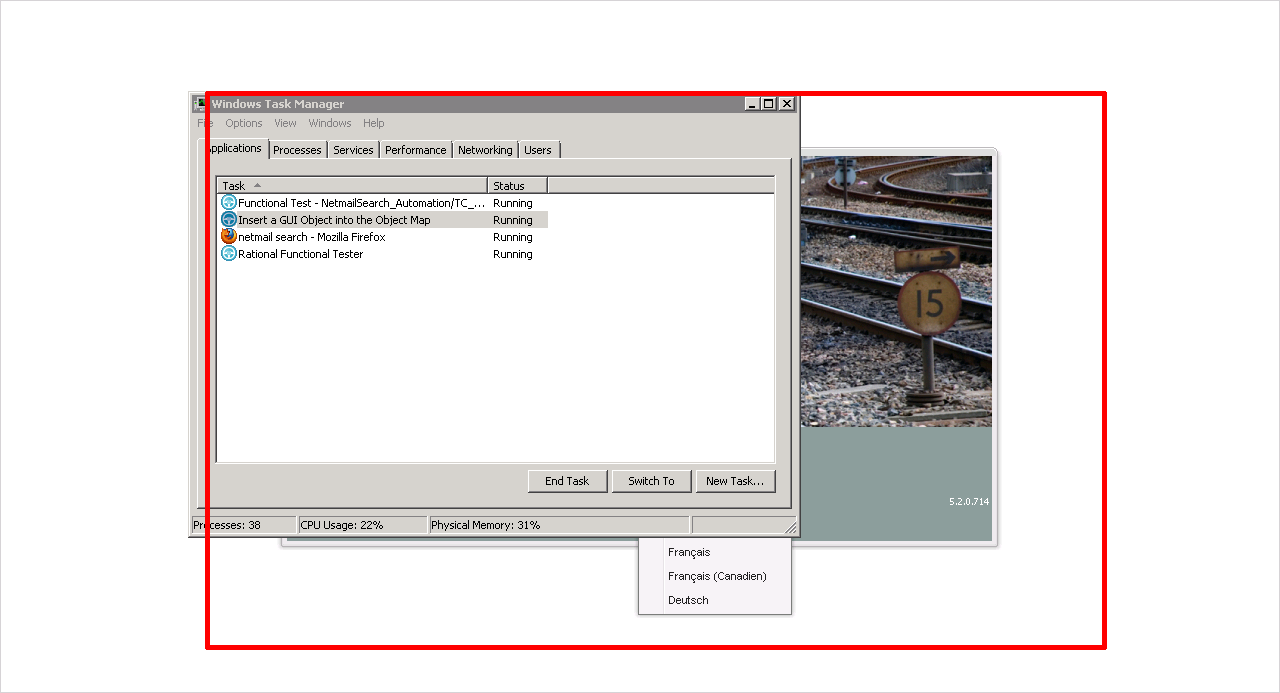 Windows Task Manager
File Options View Windows Help
Applications Processes Services Performance Networking Users
Task Status
Functional Test - NetmailSearch_Automation/TC_... Running
Insert a GUI Object into the Object Map Running
netmail search - Mozilla Firefox Running
Rational Functional Tester Running
15
End Task Switch To New Task...
5.2.0.714
Processes: 38 CPU Usage: 22% Physical Memory: 31%
Français
Français (Canadien)
Deutsch